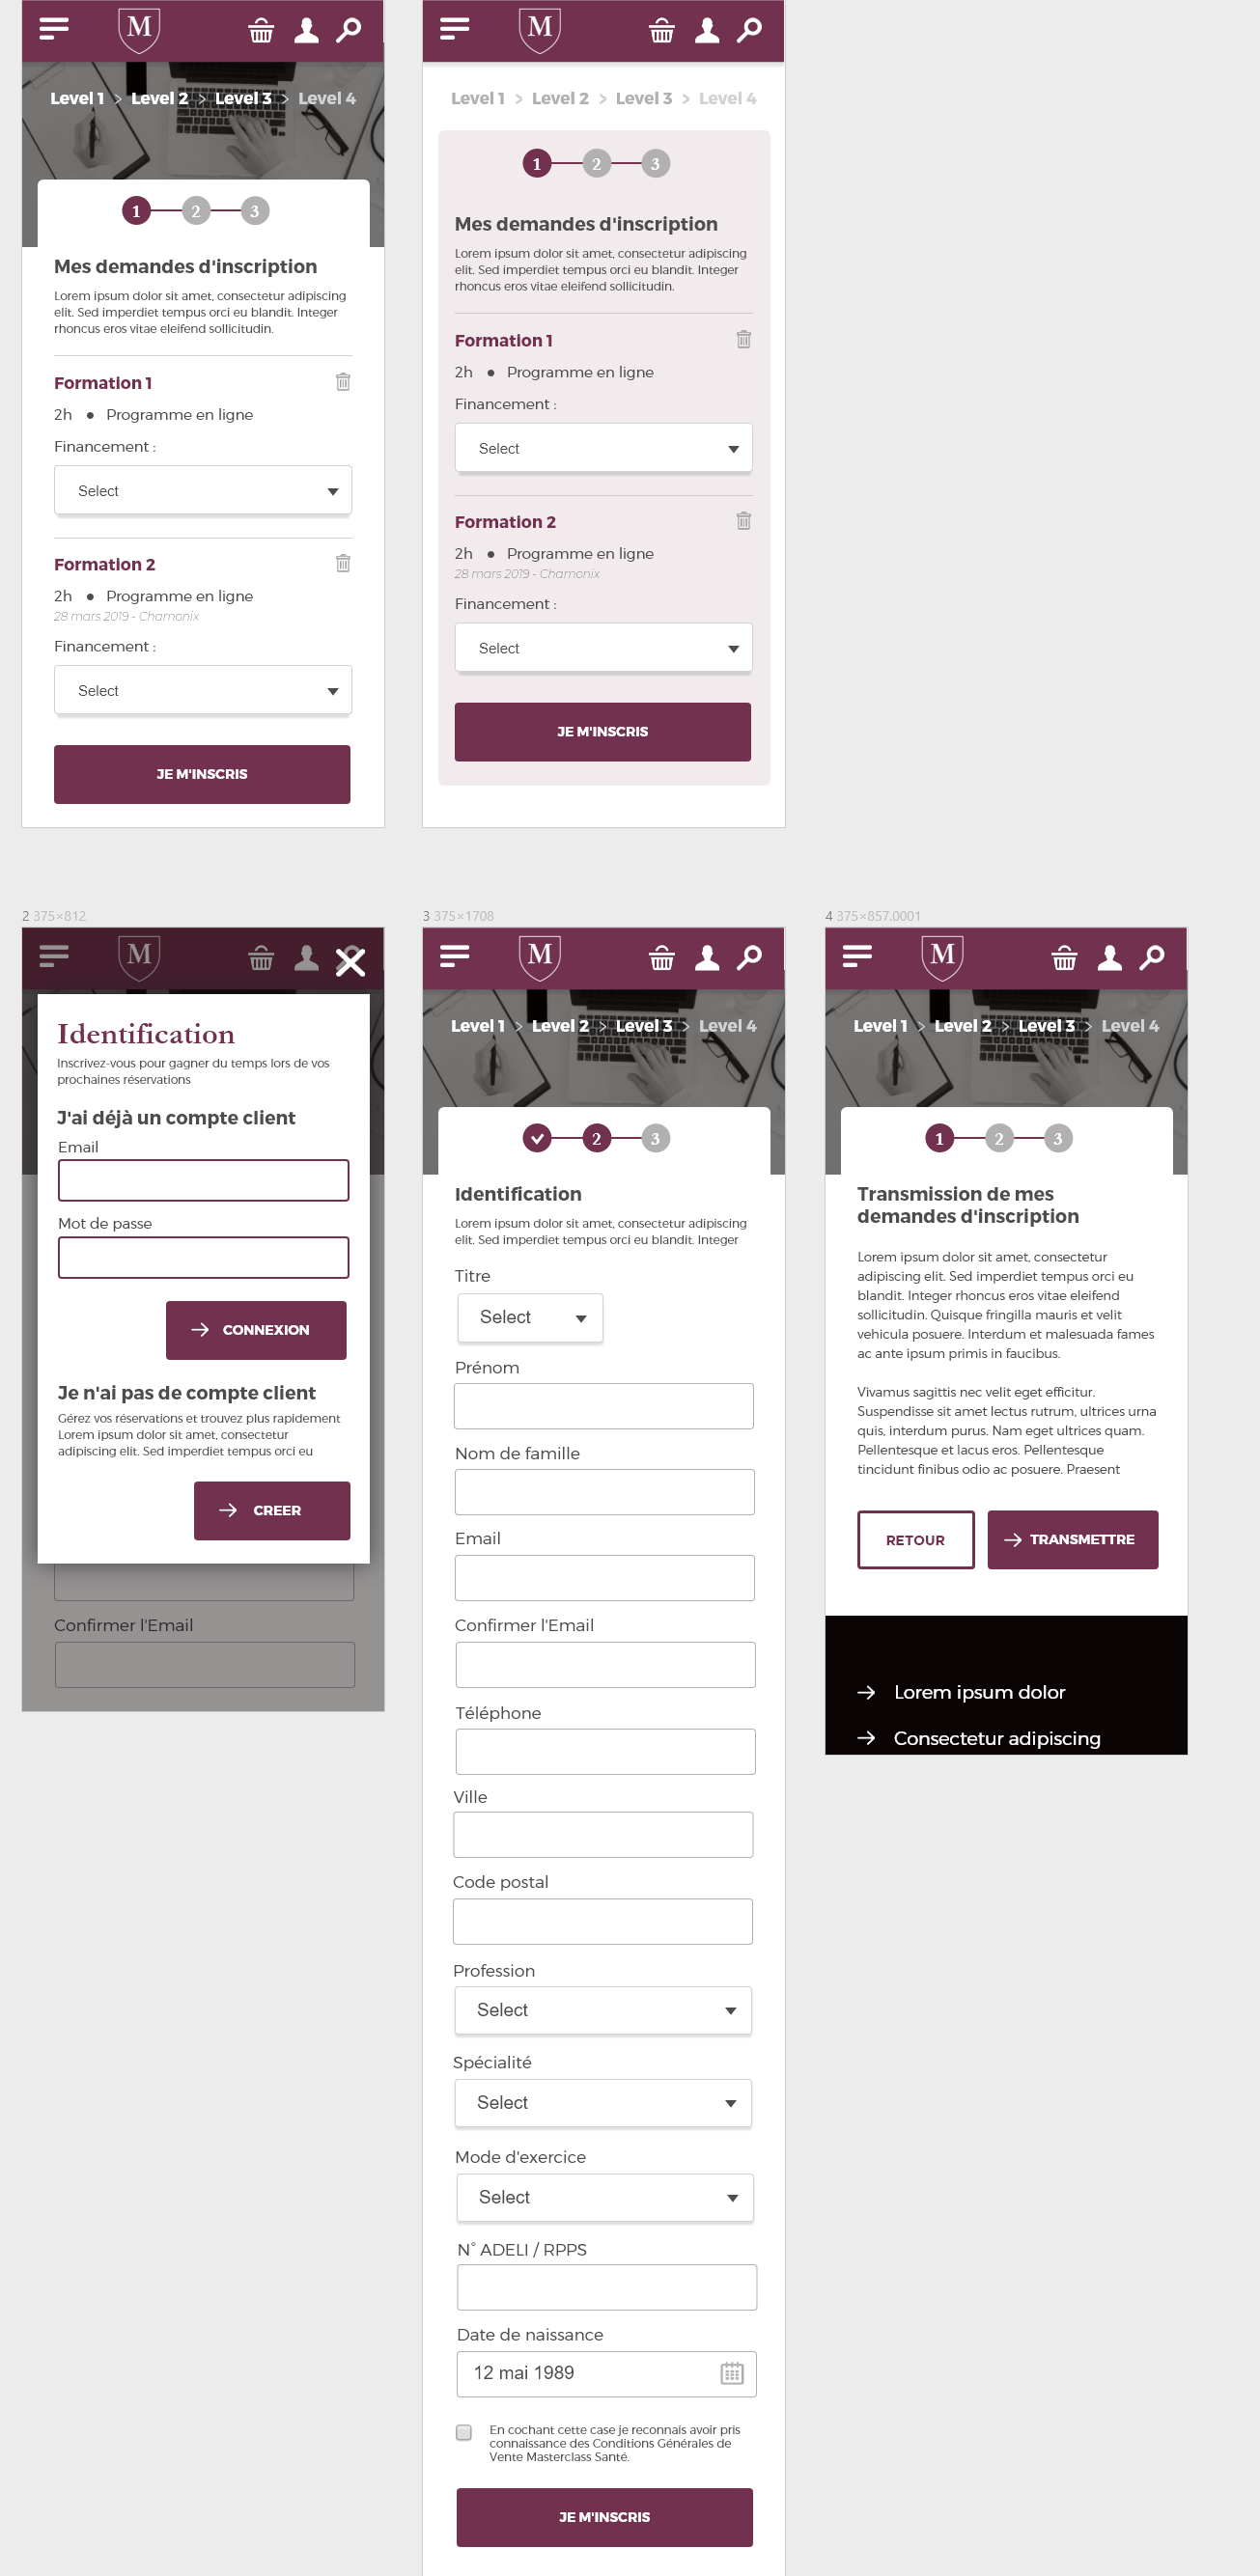 M
Level 1 > Level 2 > Level 3 > Level 4
1 2 3
Mes demandes d'inscription
Lorem ipsum dolor sit amet, consectetur adipiscing
elit. Sed imperdiet tempus orci eu blandit. Integer
rhoncus eros vitae eleifend sollicitudin.
Formation 1
2h • Programme en ligne
Financement :
Select
Formation 2
2h • Programme en ligne
28 mars 2019 - Chamonix
Financement :
Select
JE M'INSCRIS
M
Level 1 > Level 2 > Level 3 > Level 4
1 2 3
Mes demandes d'inscription
Lorem ipsum dolor sit amet, consectetur adipiscing
elit. Sed imperdiet tempus orci eu blandit. Integer
rhoncus eros vitae eleifend sollicitudin.
Formation 1
2h • Programme en ligne
Financement :
Select
Formation 2
2h • Programme en ligne
28 mars 2019 - Chamonix
Financement :
Select
JE M'INSCRIS
2 375×812
M
Identification
Inscrivez-vous pour gagner du temps lors de vos
prochaines réservations
J'ai déjà un compte client
Email
Mot de passe
CONNEXION
Je n'ai pas de compte client
Gérez vos réservations et trouvez plus rapidement
Lorem ipsum dolor sit amet, consectetur
adipiscing elit. Sed imperdiet tempus orci eu
CREER
Confirmer l'Email
3 375×1708
M
Level 1 > Level 2 > Level 3 > Level 4
2 3
Identification
Lorem ipsum dolor sit amet, consectetur adipiscing
elit. Sed imperdiet tempus orci eu blandit. Integer
Titre
Select
Prénom
Nom de famille
Email
Confirmer l'Email
Téléphone
Ville
Code postal
Profession
Select
Spécialité
Select
Mode d'exercice
Select
N° ADELI / RPPS
Date de naissance
12 mai 1989
En cochant cette case je reconnais avoir pris
connaissance des Conditions Générales de
Vente Masterclass Santé.
JE M'INSCRIS
4 375×857.0001
M
Level 1 > Level 2 > Level 3 > Level 4
1 2 3
Transmission de mes
demandes d'inscription
Lorem ipsum dolor sit amet, consectetur
adipiscing elit. Sed imperdiet tempus orci eu
blandit. Integer rhoncus eros vitae eleifend
sollicitudin. Quisque fringilla mauris et velit
vehicula posuere. Interdum et malesuada fames
ac ante ipsum primis in faucibus.
Vivamus sagittis nec velit eget efficitur.
Suspendisse sit amet lectus rutrum, ultrices urna
quis, interdum purus. Nam eget ultrices quam.
Pellentesque et lacus eros. Pellentesque
tincidunt finibus odio ac posuere. Praesent
RETOUR
TRANSMETTRE
Lorem ipsum dolor
Consectetur adipiscing